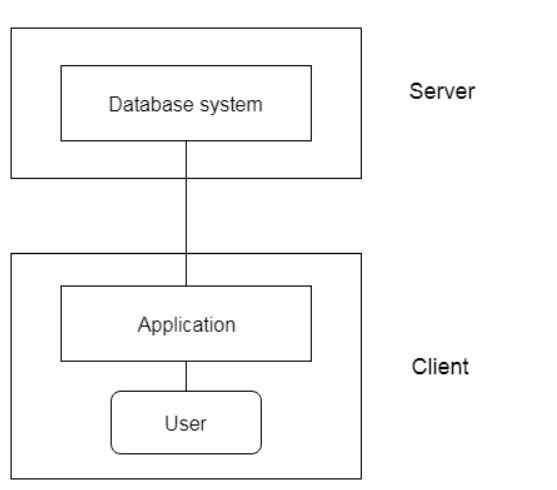 Database system
Server
Application
Client
User